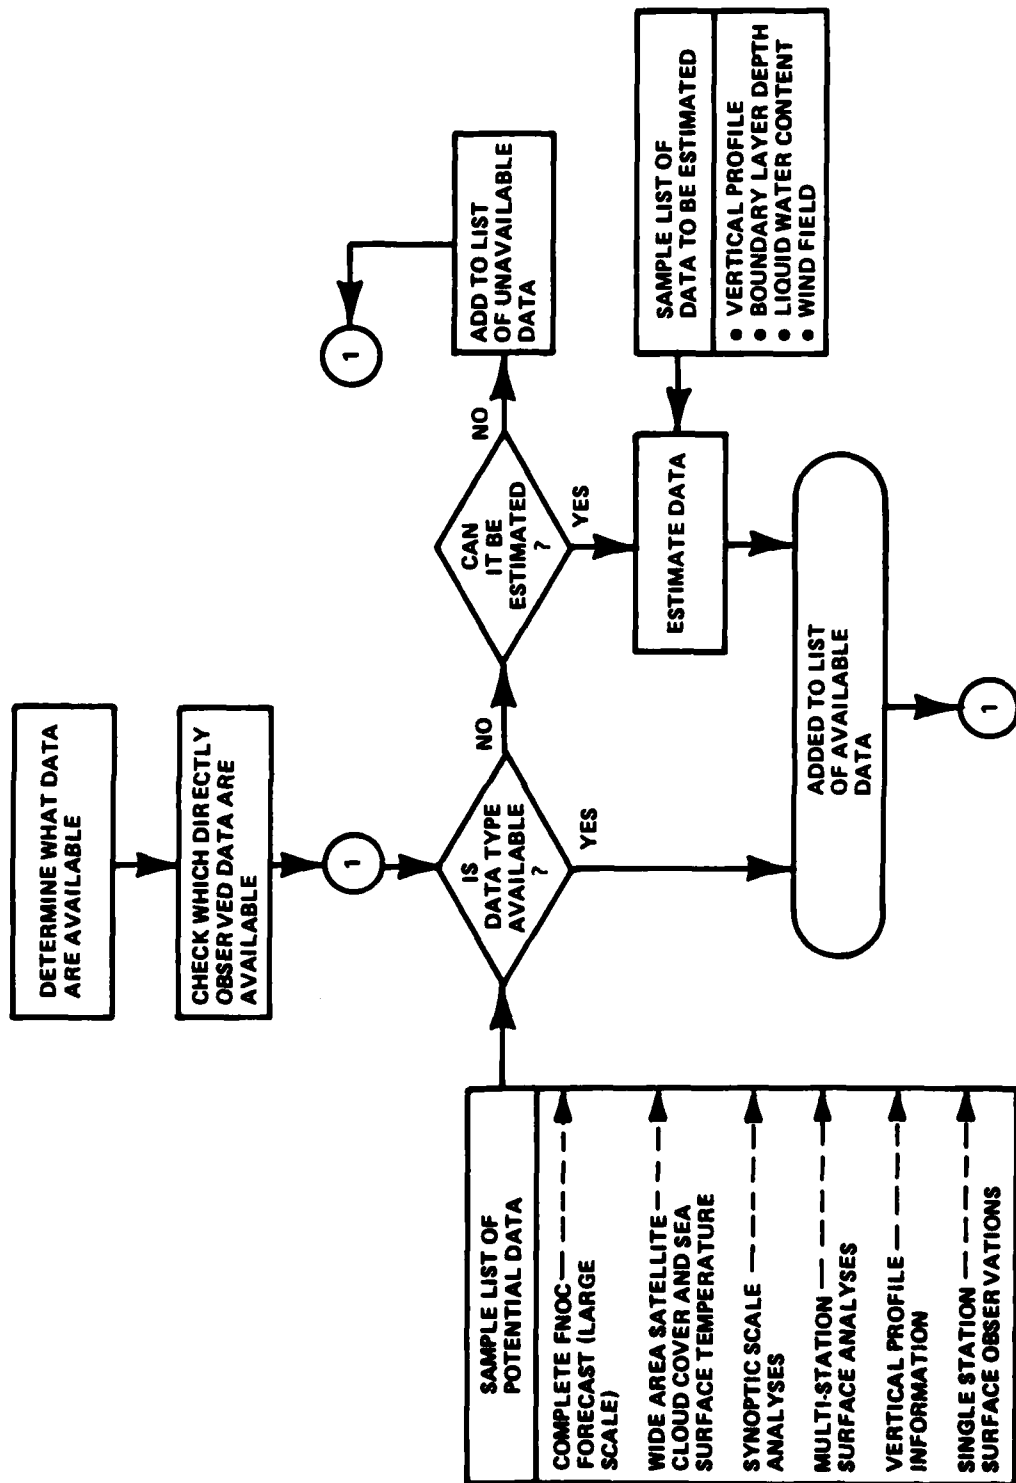 DETERMINE WHAT DATA
ARE AVAILABLE
CHECK WHICH DIRECTLY
OBSERVED DATA ARE
AVAILABLE
1
SAMPLE LIST OF
POTENTIAL DATA
COMPLETE FNOC
FORECAST (LARGE
SCALE)
WIDE AREA SATELLITE
CLOUD COVER AND SEA
SURFACE TEMPERATURE
SYNOPTIC SCALE
ANALYSES
MULTI-STATION
SURFACE ANALYSES
VERTICAL PROFILE
INFORMATION
SINGLE STATION
SURFACE OBSERVATIONS
IS
DATA TYPE
AVAILABLE
?
NO
YES
CAN
IT BE
ESTIMATED
?
NO
YES
ADD TO LIST
OF UNAVAILABLE
DATA
1
ESTIMATE DATA
SAMPLE LIST OF
DATA TO BE ESTIMATED
• VERTICAL PROFILE
• BOUNDARY LAYER DEPTH
• LIQUID WATER CONTENT
• WIND FIELD
ADDED TO LIST
OF AVAILABLE
DATA
1